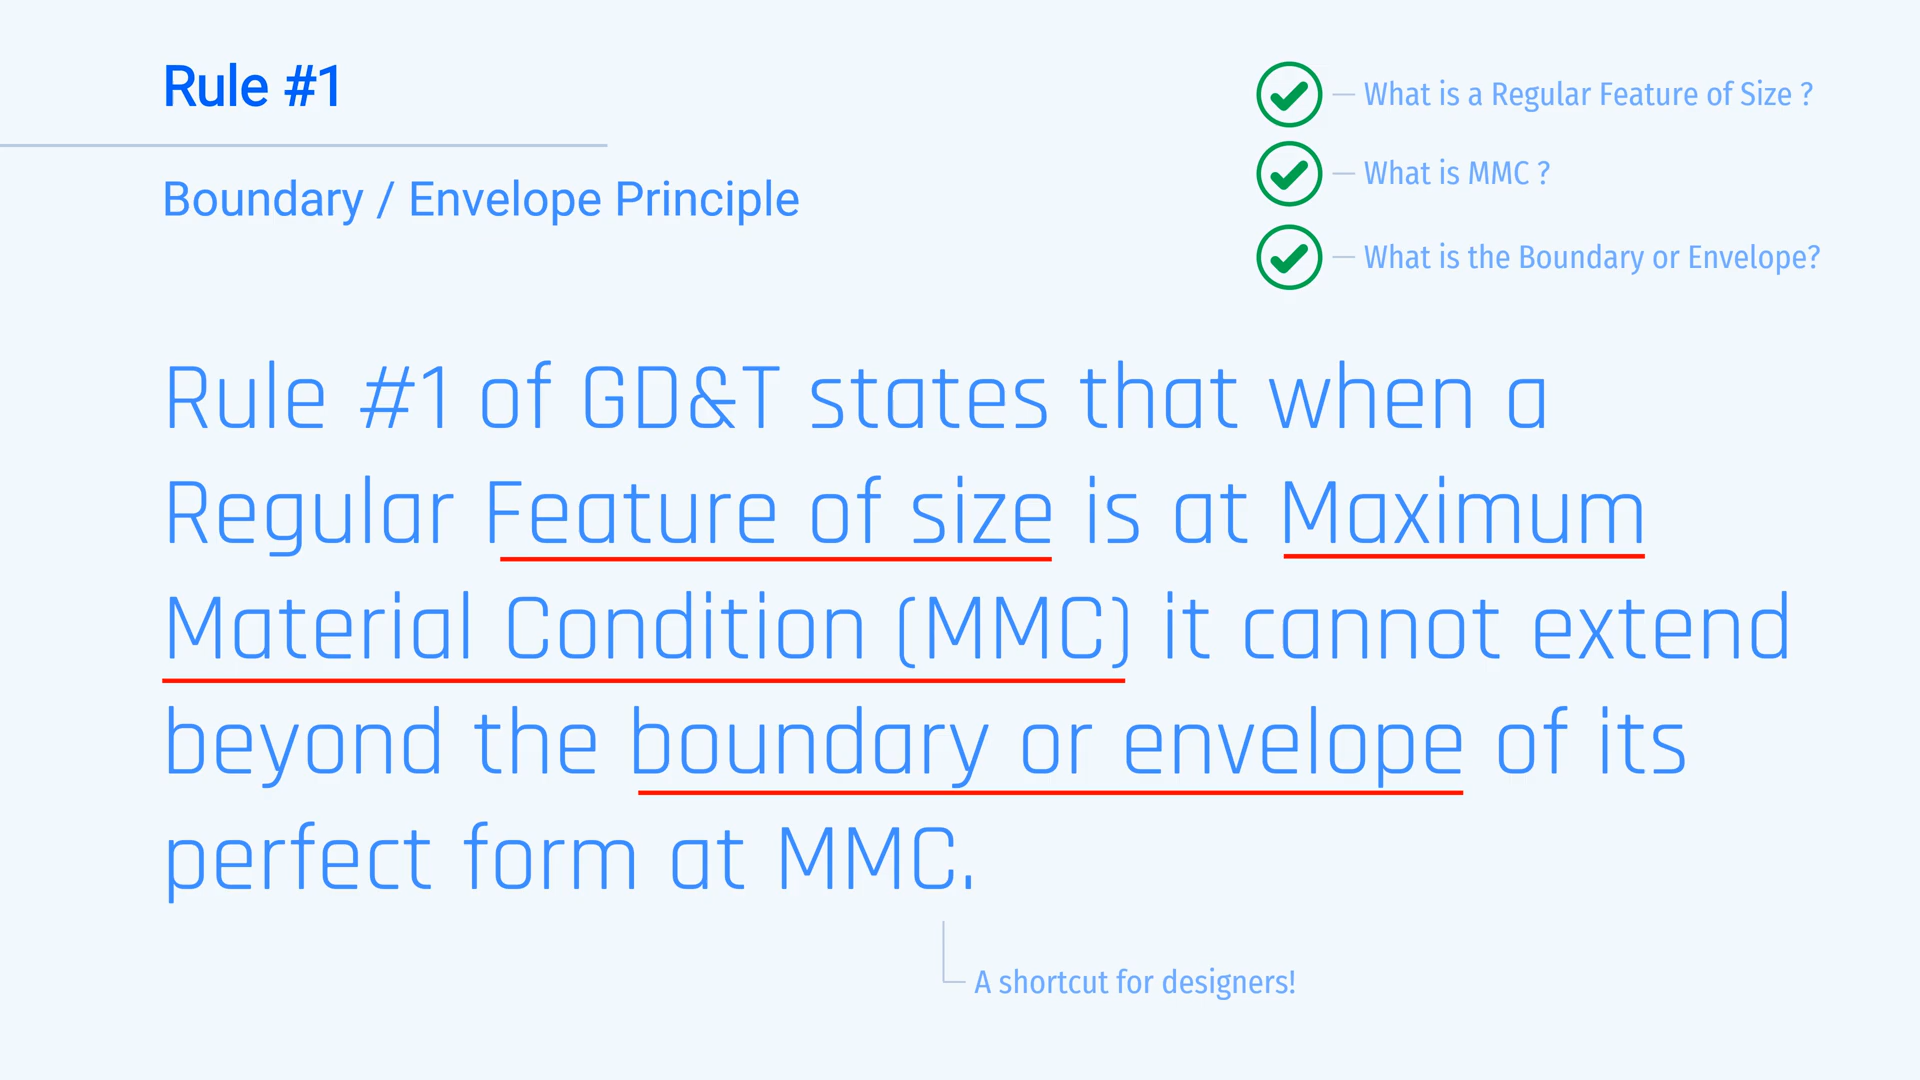 Rule #1
Boundary / Envelope Principle
What is a Regular Feature of Size ?
What is MMC ?
What is the Boundary or Envelope?
Rule #1 of GD&T states that when a
Regular Feature of size is at Maximum
Material Condition (MMC) it cannot extend
beyond the boundary or envelope of its
perfect form at MMC.
A shortcut for designers!